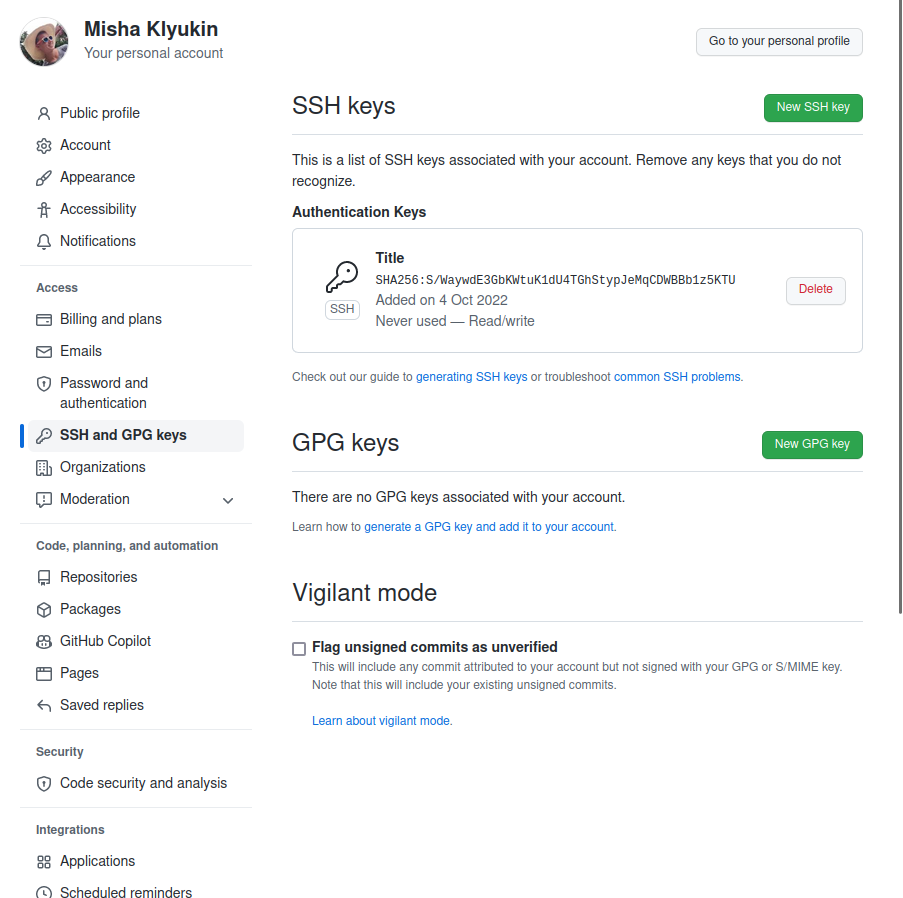 Misha Klyukin
Your personal account
Go to your personal profile
Public profile
Account
Appearance
Accessibility
Notifications
Access
Billing and plans
Emails
Password and
authentication
SSH and GPG keys
Organizations
Moderation
Code, planning, and automation
Repositories
Packages
GitHub Copilot
Pages
Saved replies
Security
Code security and analysis
Integrations
Applications
Scheduled reminders
SSH keys
New SSH key
This is a list of SSH keys associated with your account. Remove any keys that you do not
recognize.
Authentication Keys
SSH
Title
SHA256:S/WaywdE3GbKWtuK1dU4TGhStypJeMqCDWBBb1z5KTU
Added on 4 Oct 2022
Never used — Read/write
Delete
Check out our guide to generating SSH keys or troubleshoot common SSH problems.
GPG keys
New GPG key
There are no GPG keys associated with your account.
Learn how to generate a GPG key and add it to your account.
Vigilant mode
Flag unsigned commits as unverified
This will include any commit attributed to your account but not signed with your GPG or S/MIME key.
Note that this will include your existing unsigned commits.
Learn about vigilant mode.